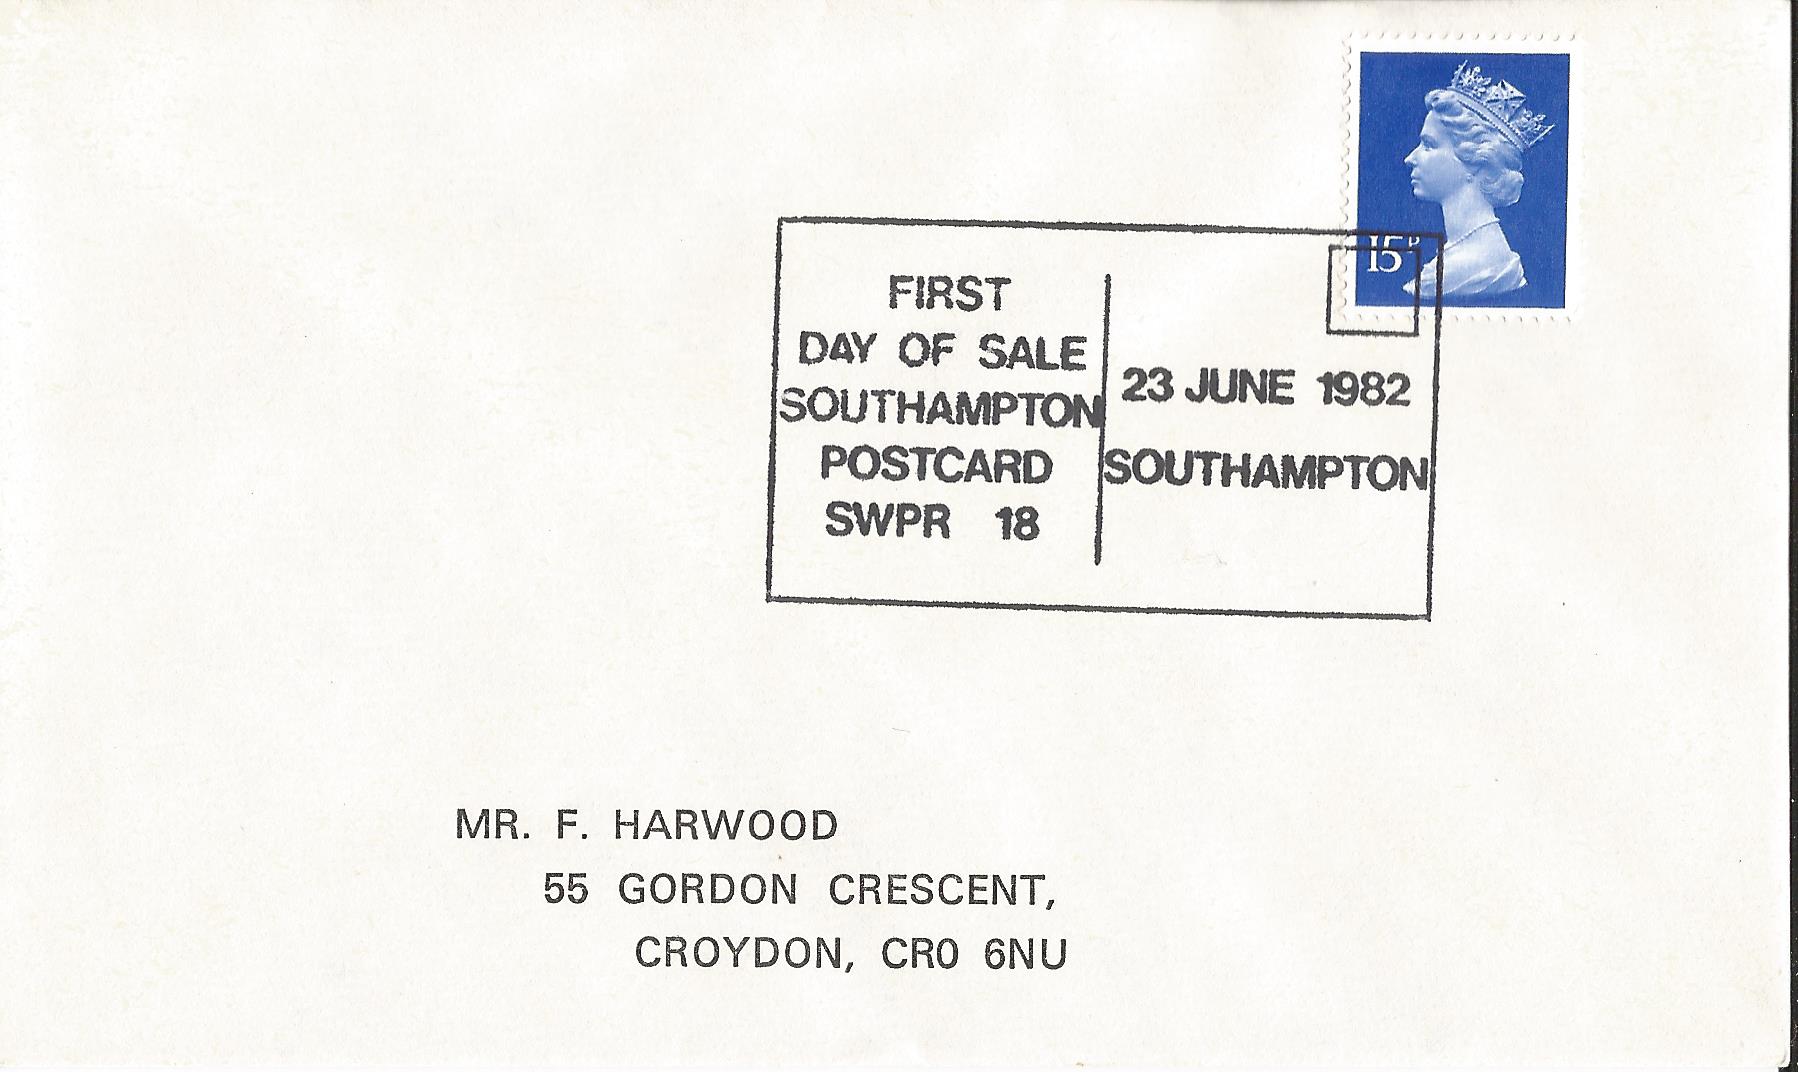 15P
FIRST
DAY OF SALE
SOUTHAMPTON
POSTCARD
SWPR 18
23 JUNE 1982
SOUTHAMPTON
MR. F. HARWOOD
55 GORDON CRESCENT,
CROYDON, CR0 6NU